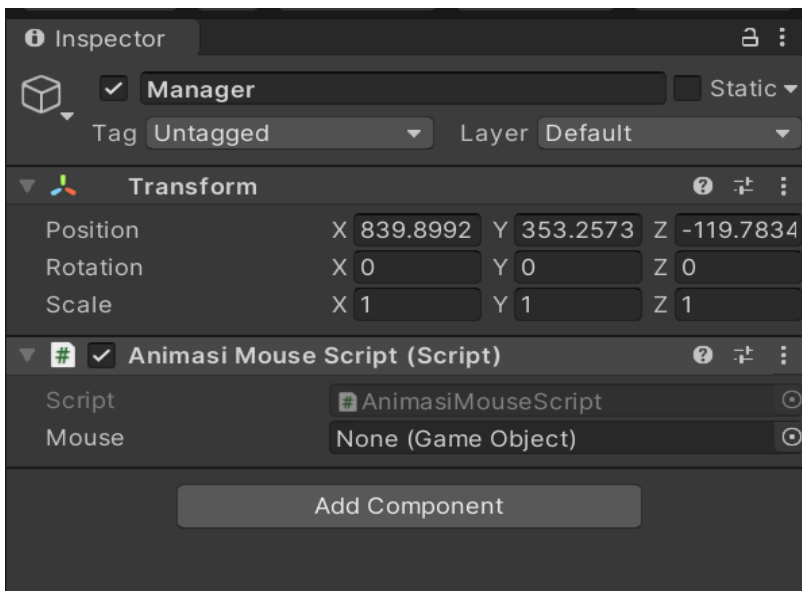 Inspector
Manager Static
Tag Untagged Layer Default
Transform
Position X 839.8992 Y 353.2573 Z -119.7834
Rotation X 0 Y 0 Z 0
Scale X 1 Y 1 Z 1
# Animasi Mouse Script (Script)
Script # AnimasiMouseScript
Mouse None (Game Object)
Add Component